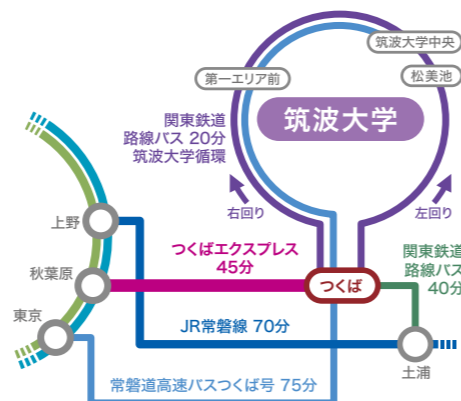 筑波大学中央
松美池
第一エリア前
筑波大学
関東鉄道
路線バス 20分
筑波大学循環
右回り
左回り
上野
つくばエクスプレス
45分
関東鉄道
路線バス
40分
秋葉原
つくば
東京
JR常磐線 70分
土浦
常磐道高速バスつくば号 75分